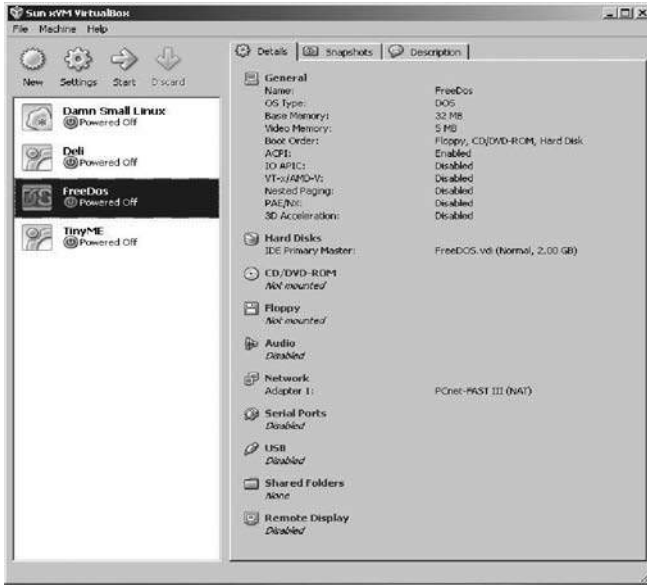 Sun xVM VirtualBox
File Machine Help
New Settings Start Discard
Damn Small Linux
Powered Off
Deli
Powered Off
FreeDos
Powered Off
TinyME
Powered Off
Details Snapshots Description
General
Name: FreeDos
OS Type: DOS
Base Memory: 32 MB
Video Memory: 5 MB
Boot Order: Floppy, CD/DVD-ROM, Hard Disk
ACPI: Enabled
IO APIC: Disabled
VT-x/AMD-V: Disabled
Nested Paging: Disabled
PAE/NX: Disabled
3D Acceleration: Disabled
Hard Disks
IDE Primary Master: FreeDOS.vdi (Normal, 2.00 GB)
CD/DVD-ROM
Not mounted
Floppy
Not mounted
Audio
Disabled
Network
Adapter 1: PCnet-FAST III (NAT)
Serial Ports
Disabled
USB
Disabled
Shared Folders
None
Remote Display
Disabled